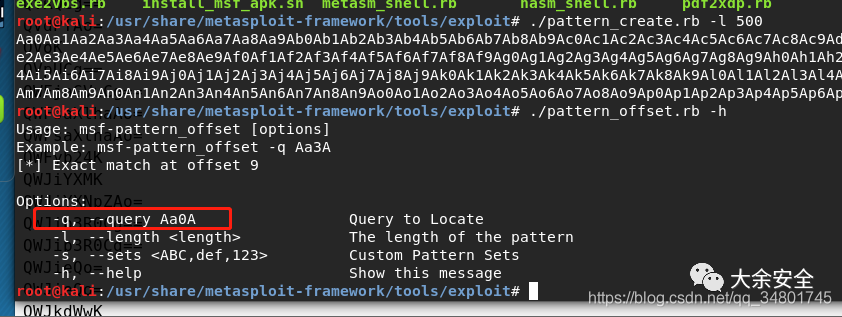 exe2vbs.rb install_msf_apk.sh metasm_shell.rb nasm_shell.rb pdf2xdp.rb
root@kali:/usr/share/metasploit-framework/tools/exploit# ./pattern_create.rb -l 500
Aa0Aa1Aa2Aa3Aa4Aa5Aa6Aa7Aa8Aa9Ab0Ab1Ab2Ab3Ab4Ab5Ab6Ab7Ab8Ab9Ac0Ac1Ac2Ac3Ac4Ac5Ac6Ac7Ac8Ac9Ad
e2Ae3Ae4Ae5Ae6Ae7Ae8Ae9Af0Af1Af2Af3Af4Af5Af6Af7Af8Af9Ag0Ag1Ag2Ag3Ag4Ag5Ag6Ag7Ag8Ag9Ah0Ah1Ah2
4Ai5Ai6Ai7Ai8Ai9Aj0Aj1Aj2Aj3Aj4Aj5Aj6Aj7Aj8Aj9Ak0Ak1Ak2Ak3Ak4Ak5Ak6Ak7Ak8Ak9Al0Al1Al2Al3Al4A
Am7Am8Am9An0An1An2An3An4An5An6An7An8An9Ao0Ao1Ao2Ao3Ao4Ao5Ao6Ao7Ao8Ao9Ap0Ap1Ap2Ap3Ap4Ap5Ap6Ap
root@kali:/usr/share/metasploit-framework/tools/exploit# ./pattern_offset.rb -h
Usage: msf-pattern_offset [options]
Example: msf-pattern_offset -q Aa3A
[*] Exact match at offset 9
QWJiYXMK
Options:
-q, --query Aa0A Query to Locate
-l, --length <length> The length of the pattern
-s, --sets <ABC,def,123> Custom Pattern Sets
-h, --help Show this message
root@kali:/usr/share/metasploit-framework/tools/exploit#
QWJkdWwK
大余安全
https://blog.csdn.net/qq_34801745